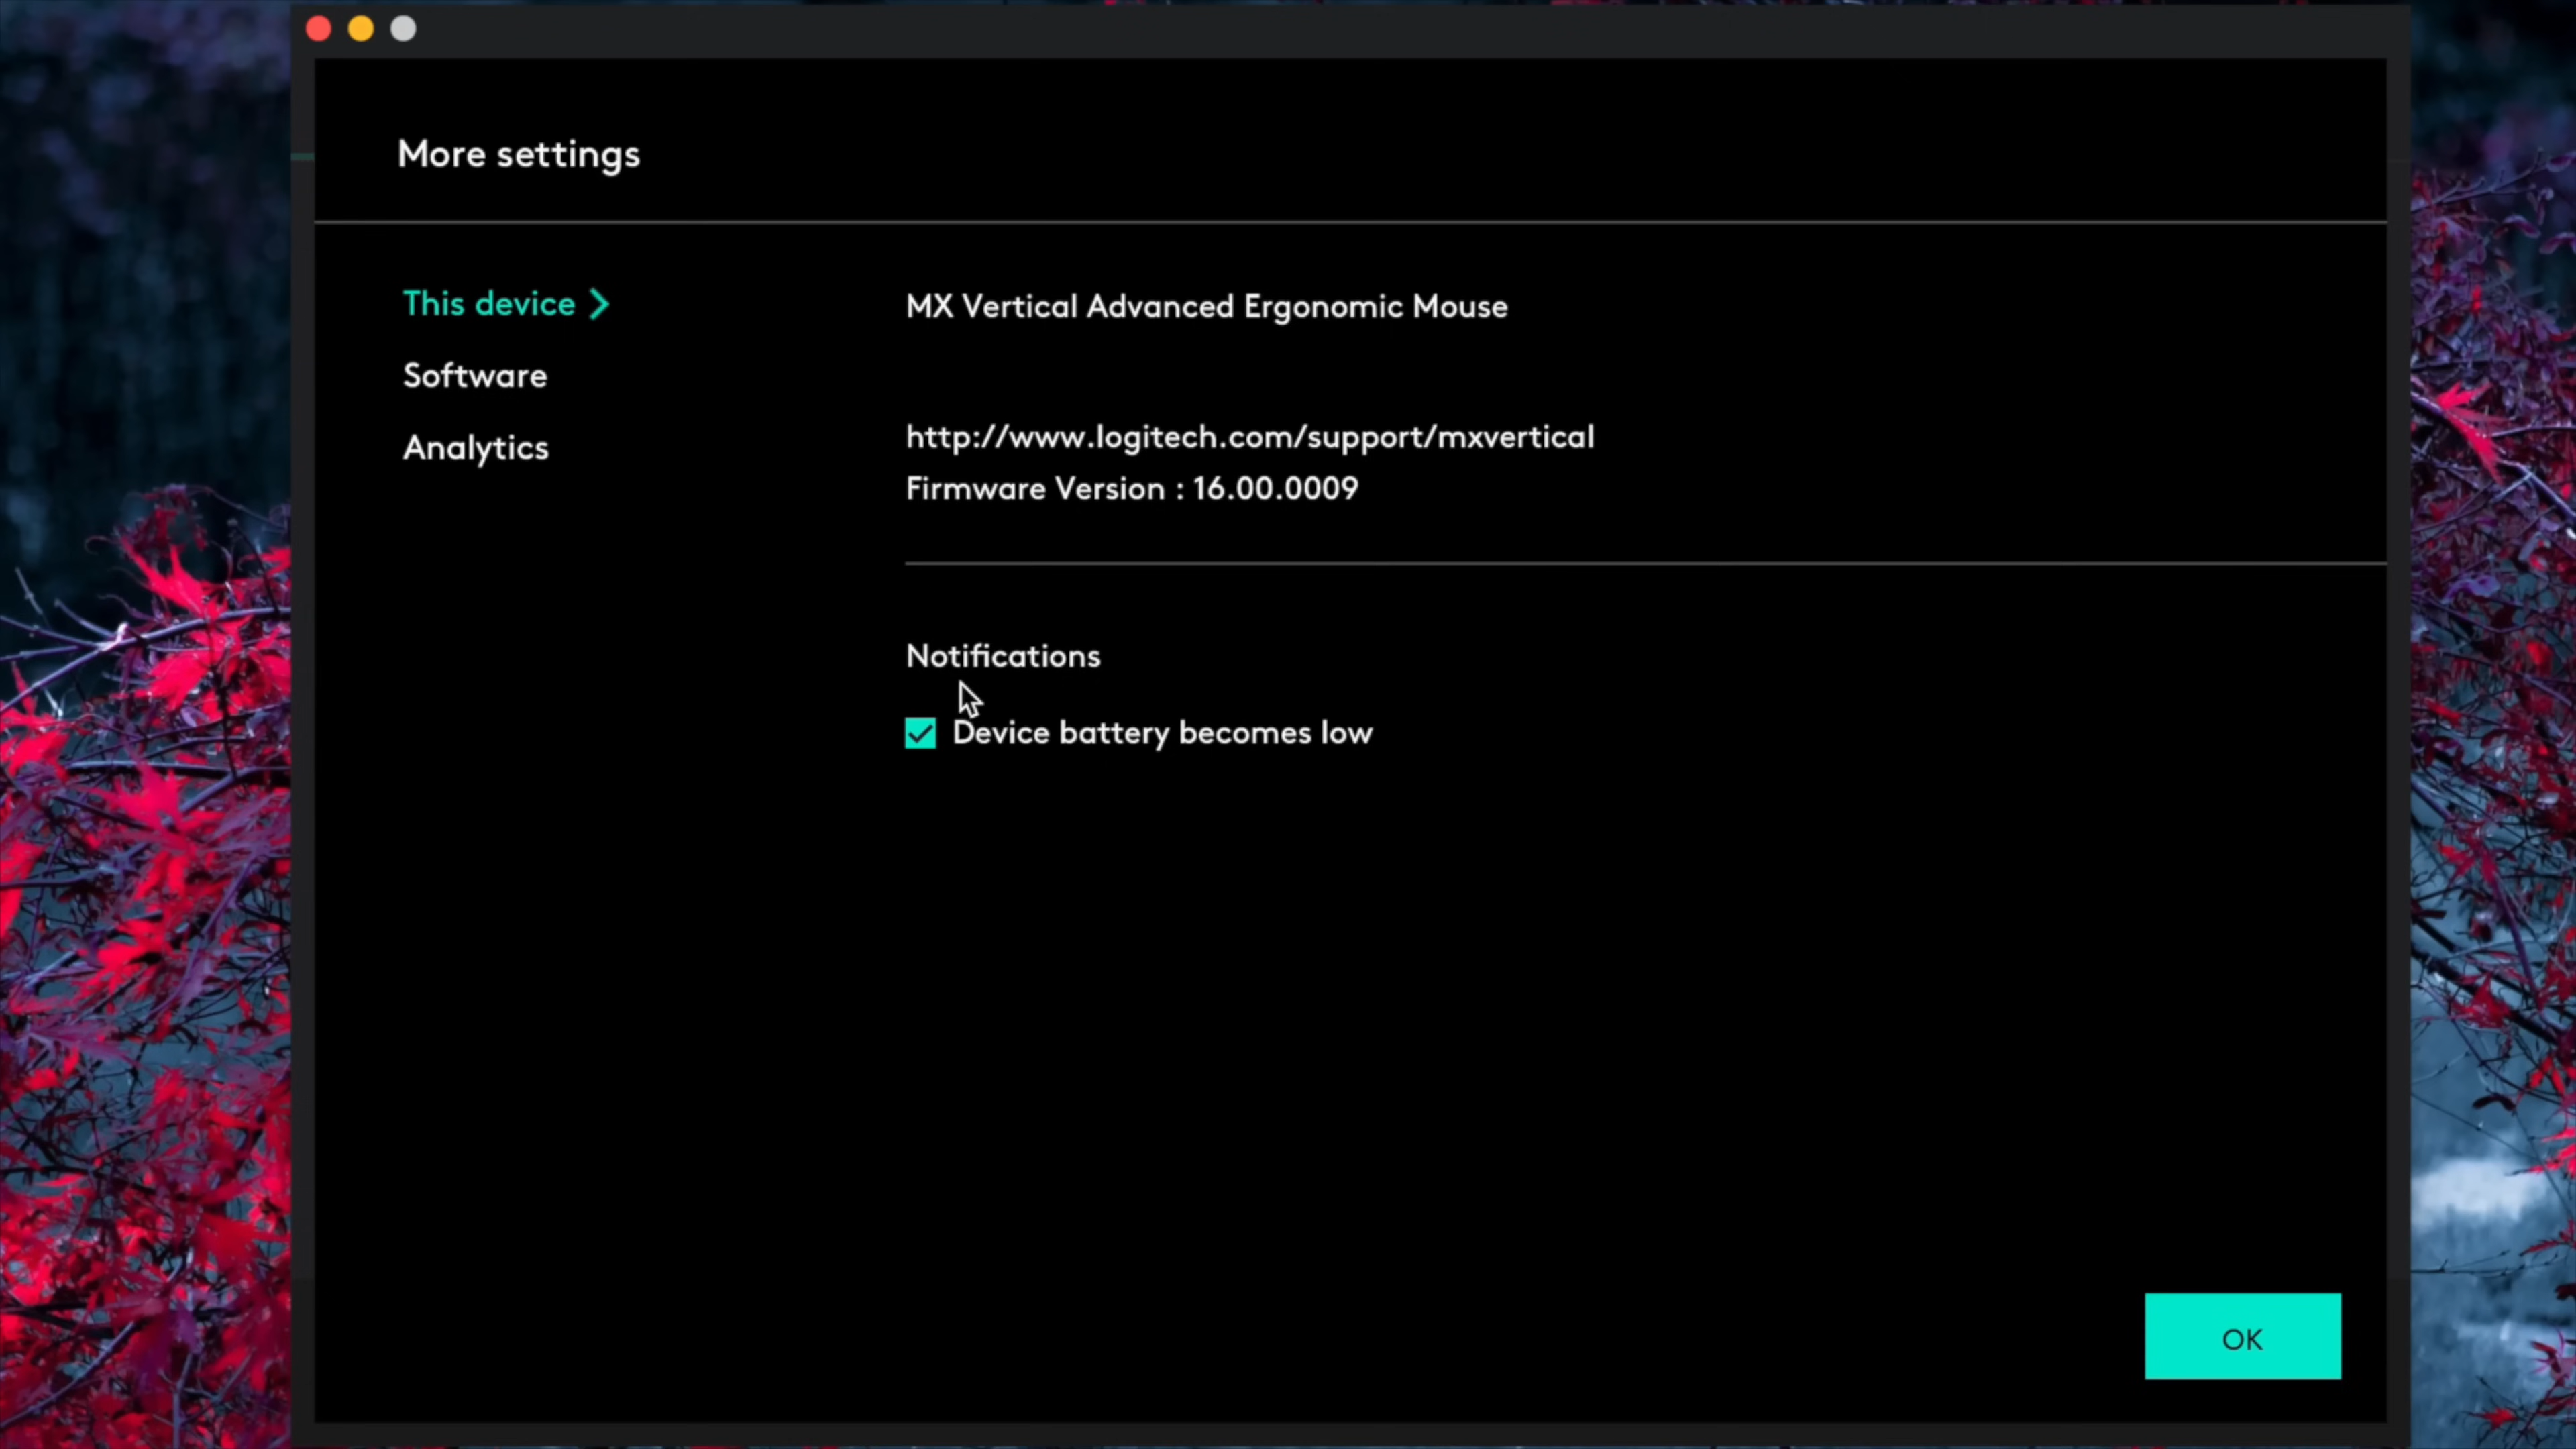 More settings
This device
Software
Analytics
MX Vertical Advanced Ergonomic Mouse
http://www.logitech.com/support/mxvertical
Firmware Version : 16.00.0009
Notifications
Device battery becomes low
OK